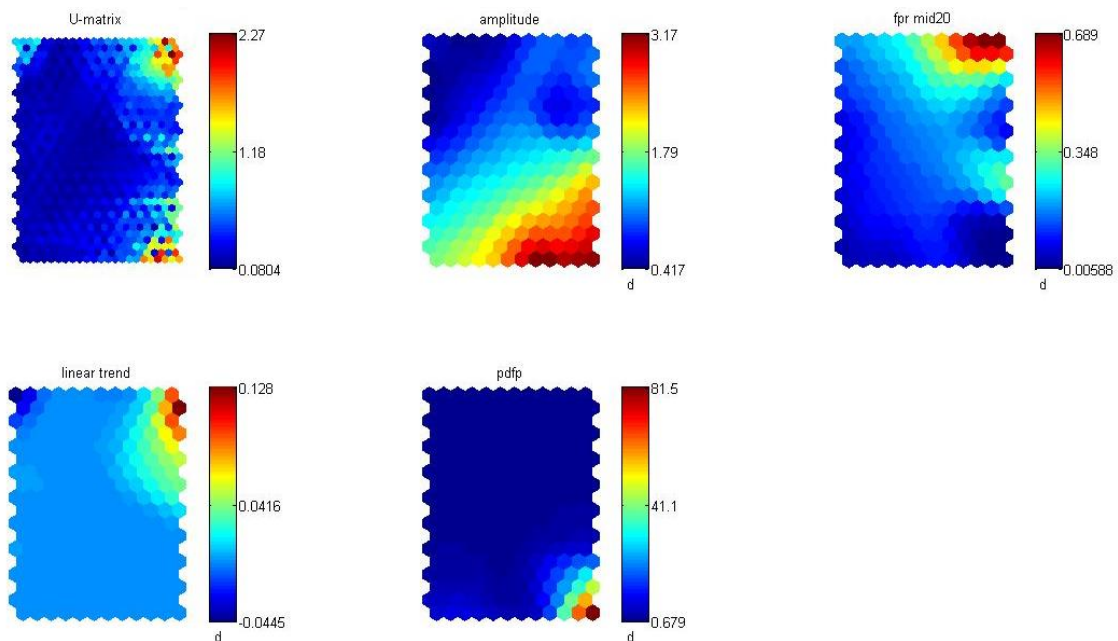 U-matrix
2.27
1.18
0.0804
amplitude
3.17
1.79
0.417
d
fpr mid20
0.689
0.348
0.00588
d
linear trend
0.128
0.0416
-0.0445
d
pdfp
81.5
41.1
0.679
d